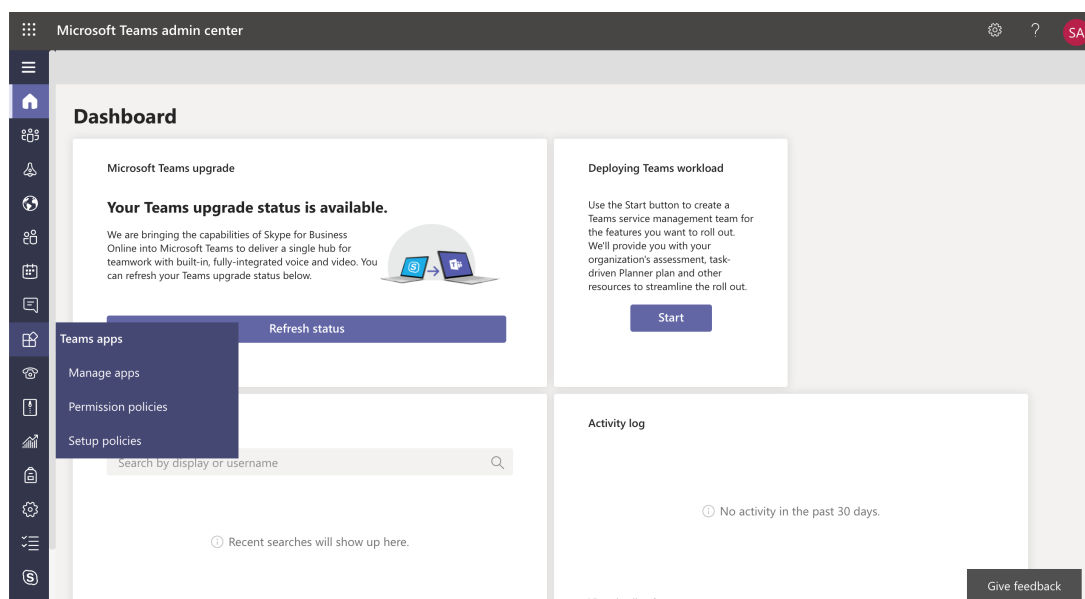 Microsoft Teams admin center
?
SA
Dashboard
Microsoft Teams upgrade
Your Teams upgrade status is available.
We are bringing the capabilities of Skype for Business
Online into Microsoft Teams to deliver a single hub for
teamwork with built-in, fully-integrated voice and video. You
can refresh your Teams upgrade status below.
Refresh status
Deploying Teams workload
Use the Start button to create a
Teams service management team for
the features you want to roll out.
We'll provide you with your
organization's assessment, task-
driven Planner plan and other
resources to streamline the roll out.
Start
Teams apps
Manage apps
Permission policies
Setup policies
Search by display or username
Recent searches will show up here.
Activity log
No activity in the past 30 days.
Give feedback